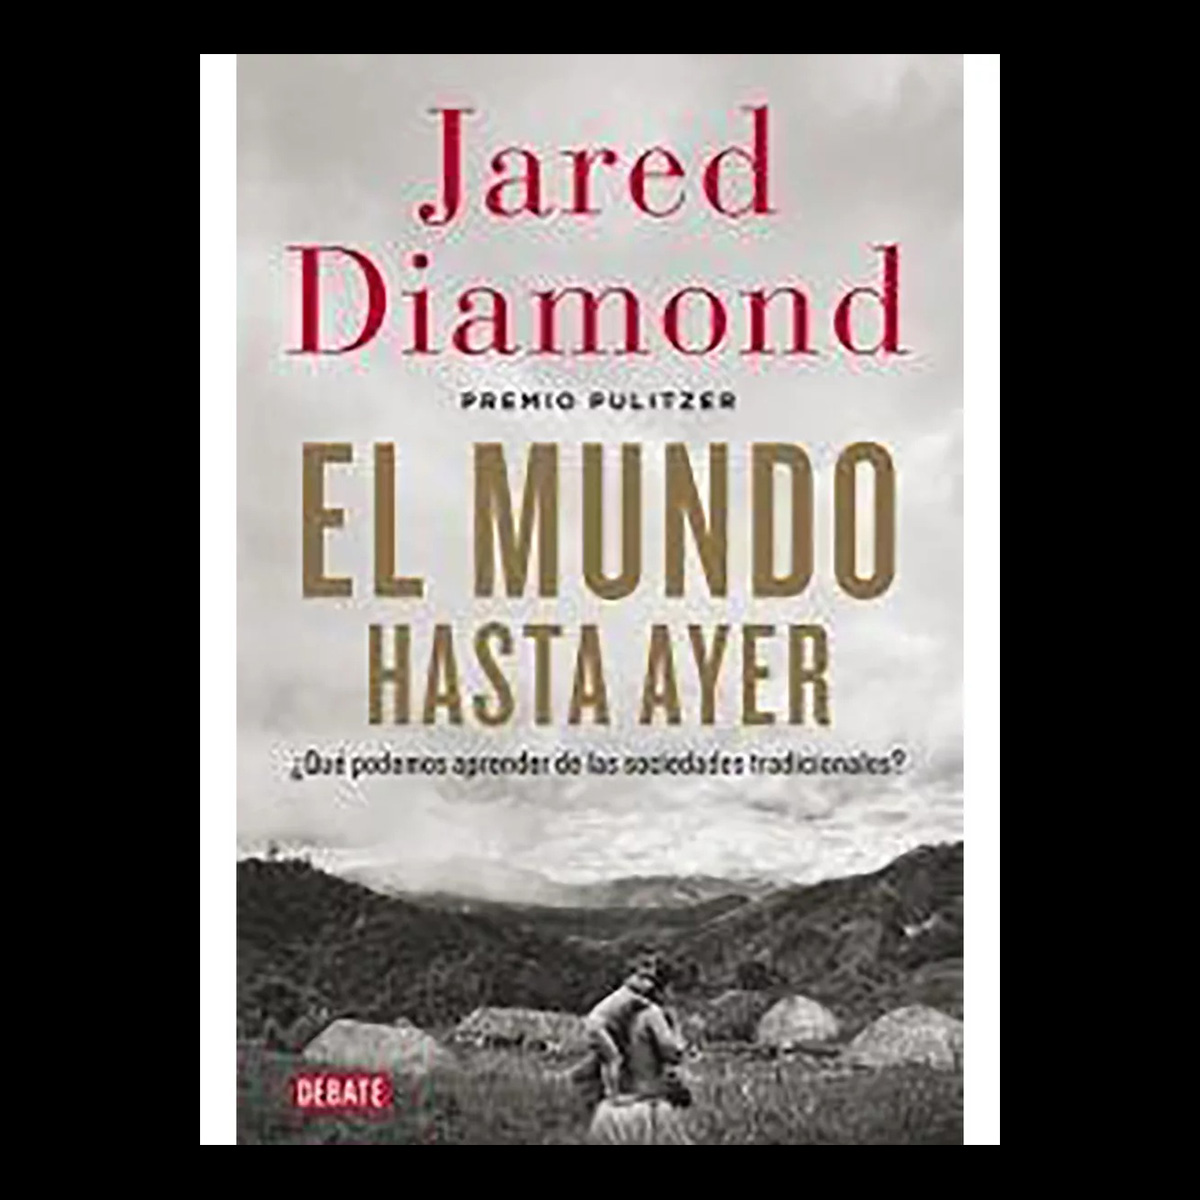 Jared
Diamond
PREMIO PULITZER
EL MUNDO
HASTA AYER
¿Qué podemos aprender de las sociedades tradicionales?
DEBATE